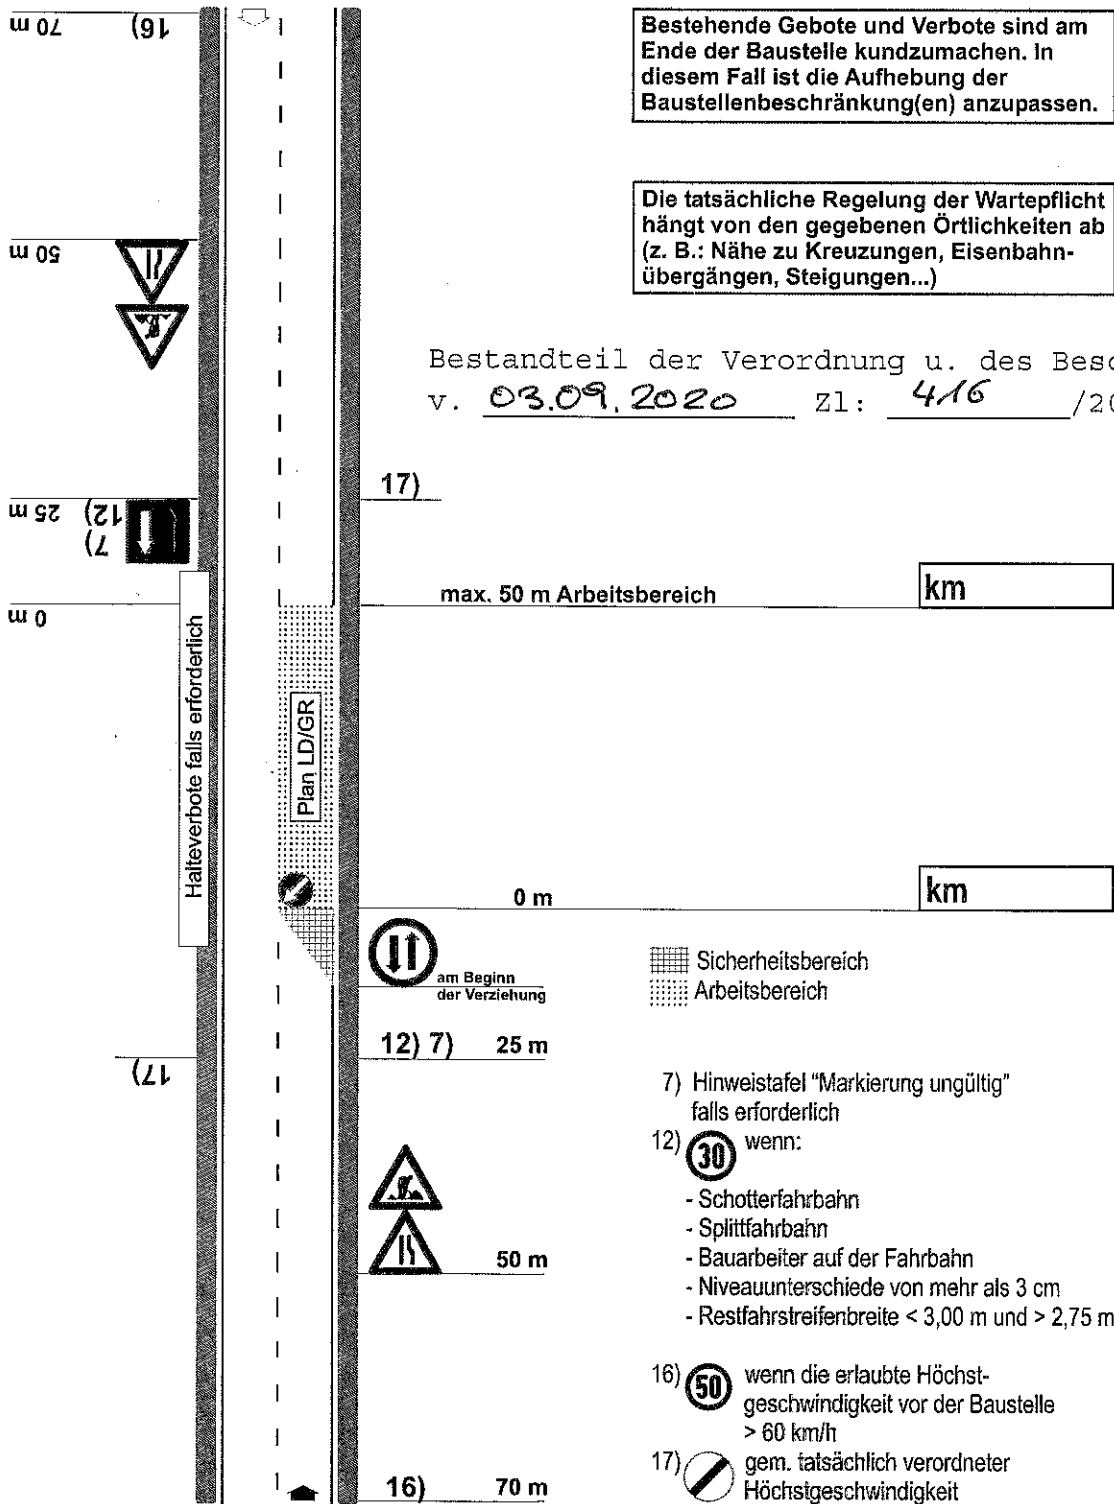 70 m 16)
Bestehende Gebote und Verbote sind am
Ende der Baustelle kundzumachen. In
diesem Fall ist die Aufhebung der
Baustellenbeschränkung(en) anzupassen.
Die tatsächliche Regelung der Wartepflicht
hängt von den gegebenen Örtlichkeiten ab
(z. B.: Nähe zu Kreuzungen, Eisenbahn-
übergängen, Steigungen...)
50 m
Bestandteil der Verordnung u. des
v. 03.09.2020 Zl: 416 /20
17)
25 m 12)
7)
max. 50 m Arbeitsbereich
km
0 m
Halteverbote falls erforderlich
Plan LD/GR
0 m
km
am Beginn
der Verziehung
Sicherheitsbereich
Arbeitsbereich
12) 7) 25 m
17)
7) Hinweistafel "Markierung ungültig"
falls erforderlich
12) 30 wenn:
- Schotterfahrbahn
- Splittfahrbahn
- Bauarbeiter auf der Fahrbahn
- Niveauunterschiede von mehr als 3 cm
- Restfahrstreifenbreite < 3,00 m und > 2,75 m
50 m
16) 50 wenn die erlaubte Höchst-
geschwindigkeit vor der Baustelle
> 60 km/h
17) gem. tatsächlich verordneter
Höchstgeschwindigkeit
16) 70 m